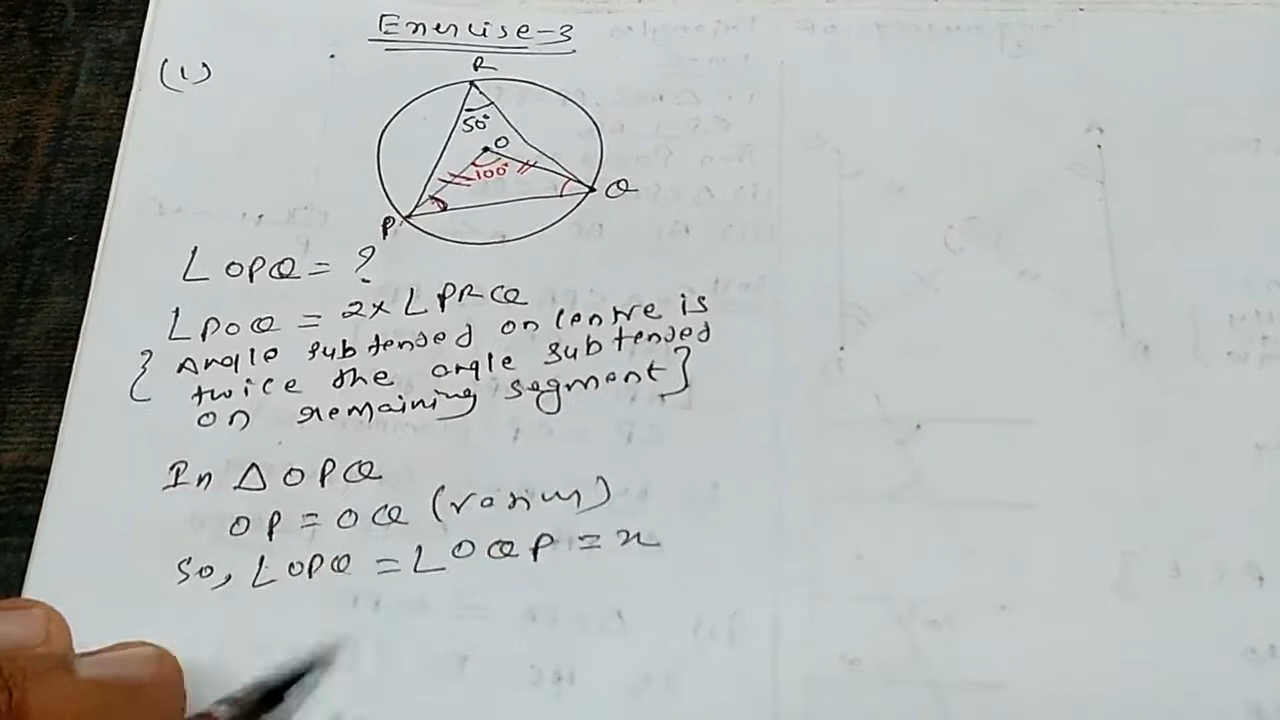 Exercise-3
(1)
R
50°
O
100°
Q
P
∠OPQ = ?
∠POQ = 2x ∠PRQ
{ Angle subtended on centre is
twice the angle subtended
on remaining segment }
In △OPQ
OP = OQ (radius)
So, ∠OPQ = ∠OQP = x